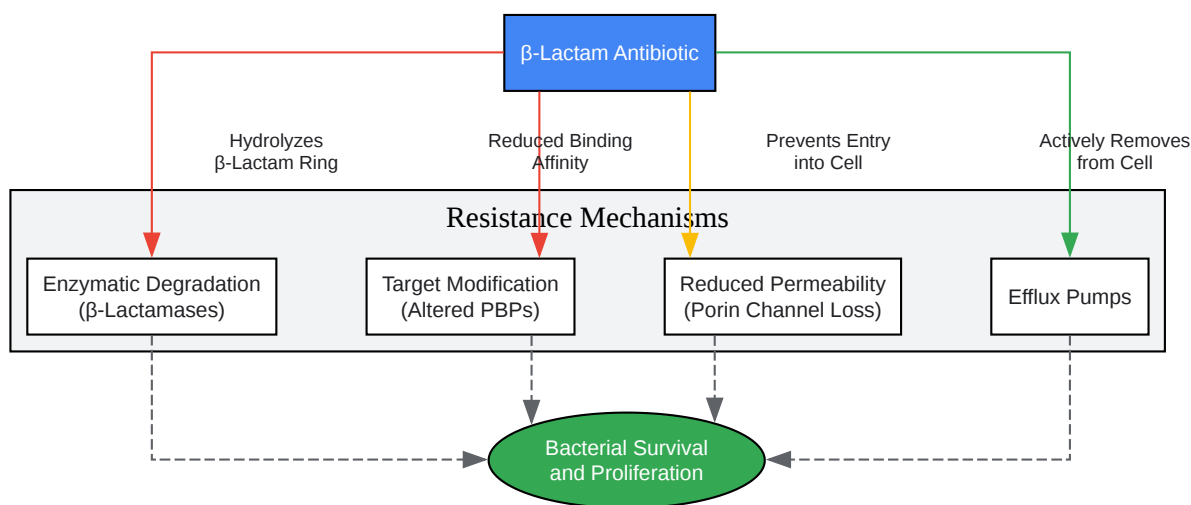 β-Lactam Antibiotic
Hydrolyzes
β-Lactam Ring
Reduced Binding
Affinity
Prevents Entry
into Cell
Actively Removes
from Cell
Resistance Mechanisms
Enzymatic Degradation
(β-Lactamases)
Target Modification
(Altered PBPs)
Reduced Permeability
(Porin Channel Loss)
Efflux Pumps
Bacterial Survival
and Proliferation